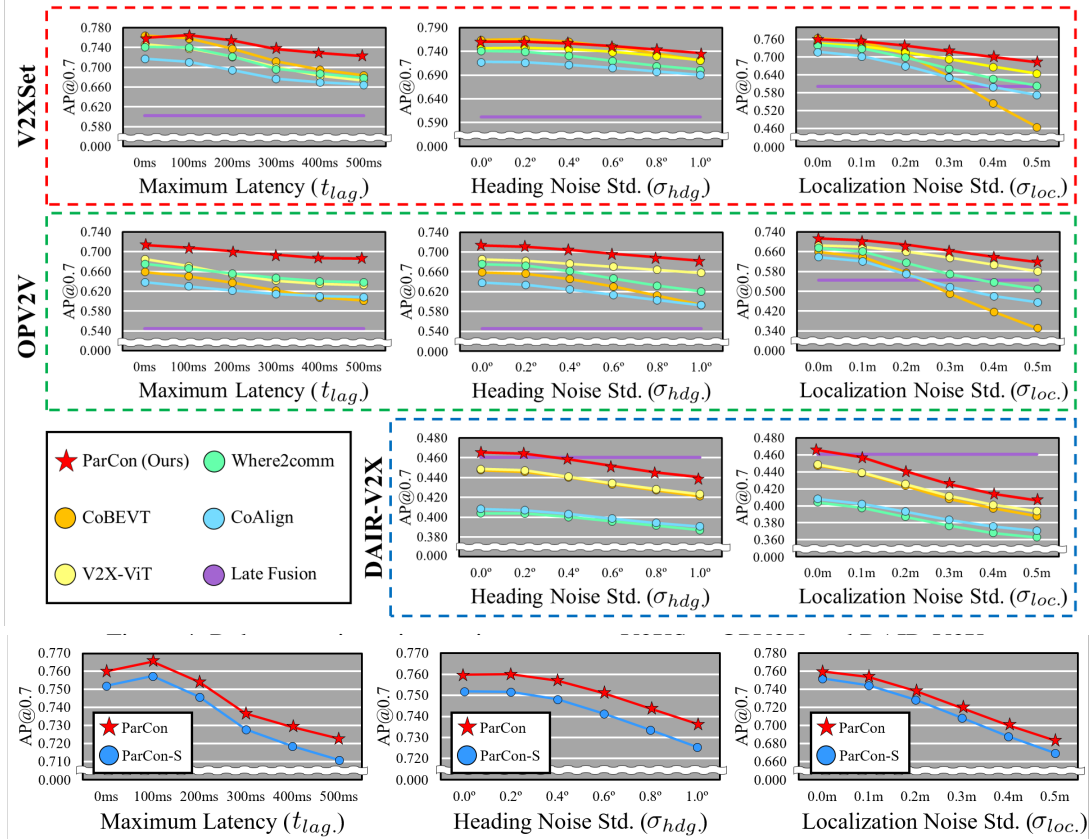 V2XSet
AP@0.7
0.780
0.740
0.700
0.660
0.620
0.580
0.000
0ms 100ms 200ms 300ms 400ms 500ms
Maximum Latency (t_lag.)
AP@0.7
0.790
0.740
0.690
0.640
0.590
0.000
0.0° 0.2° 0.4° 0.6° 0.8° 1.0°
Heading Noise Std. (σ_hdg.)
AP@0.7
0.760
0.700
0.640
0.580
0.520
0.460
0.000
0.0m 0.1m 0.2m 0.3m 0.4m 0.5m
Localization Noise Std. (σ_loc.)
OPV2V
AP@0.7
0.740
0.700
0.660
0.620
0.580
0.540
0.000
0ms 100ms 200ms 300ms 400ms 500ms
Maximum Latency (t_lag.)
AP@0.7
0.740
0.700
0.660
0.620
0.580
0.540
0.000
0.0° 0.2° 0.4° 0.6° 0.8° 1.0°
Heading Noise Std. (σ_hdg.)
AP@0.7
0.740
0.660
0.580
0.500
0.420
0.340
0.000
0.0m 0.1m 0.2m 0.3m 0.4m 0.5m
Localization Noise Std. (σ_loc.)
ParCon (Ours)
Where2comm
CoBEVT
CoAlign
V2X-ViT
Late Fusion
DAIR-V2X
AP@0.7
0.480
0.460
0.440
0.420
0.400
0.380
0.000
0.0° 0.2° 0.4° 0.6° 0.8° 1.0°
Heading Noise Std. (σ_hdg.)
AP@0.7
0.480
0.460
0.440
0.420
0.400
0.380
0.360
0.000
0.0m 0.1m 0.2m 0.3m 0.4m 0.5m
Localization Noise Std. (σ_loc.)
AP@0.7
0.770
0.760
0.750
0.740
0.730
0.720
0.710
0.000
ParCon
ParCon-S
0ms 100ms 200ms 300ms 400ms 500ms
Maximum Latency (t_lag.)
AP@0.7
0.770
0.760
0.750
0.740
0.730
0.720
0.000
ParCon
ParCon-S
0.0° 0.2° 0.4° 0.6° 0.8° 1.0°
Heading Noise Std. (σ_hdg.)
AP@0.7
0.780
0.760
0.740
0.720
0.700
0.680
0.660
0.000
ParCon
ParCon-S
0.0m 0.1m 0.2m 0.3m 0.4m 0.5m
Localization Noise Std. (σ_loc.)